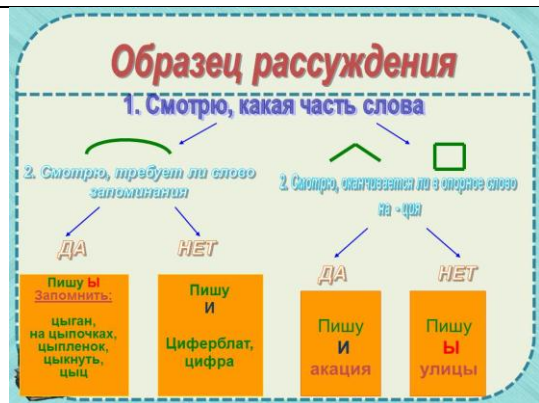 Образец рассуждения
1. Смотрю, какая часть слова
2. Смотрю, требует ли слово
запоминания
2. Смотрю, оканчивается ли в опорное слово
на - ция
ДА
НЕТ
ДА
НЕТ
Пишу Ы
Запомнить:
цыган,
на цыпочках,
цыпленок,
цыкнуть,
цыц
Пишу
И
Циферблат,
цифра
Пишу
И
акация
Пишу
Ы
улицы